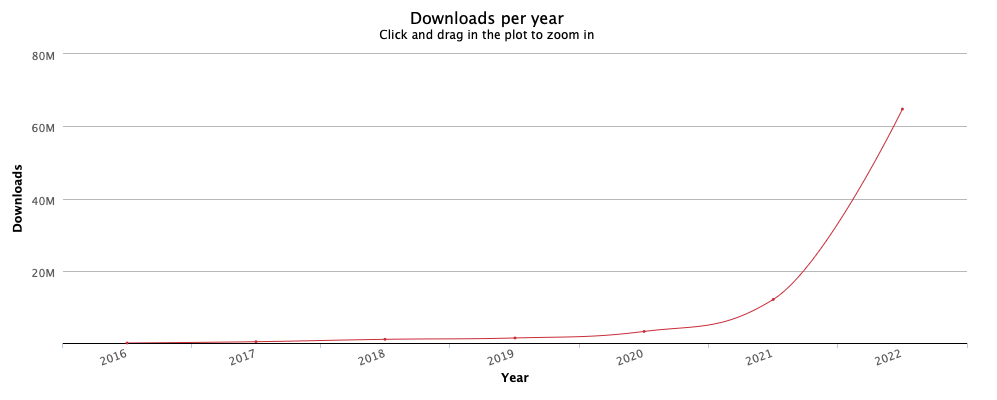 Downloads per year
Click and drag in the plot to zoom in
80M
60M
40M
20M
Downloads
2016
2017
2018
2019
2020
2021
2022
Year